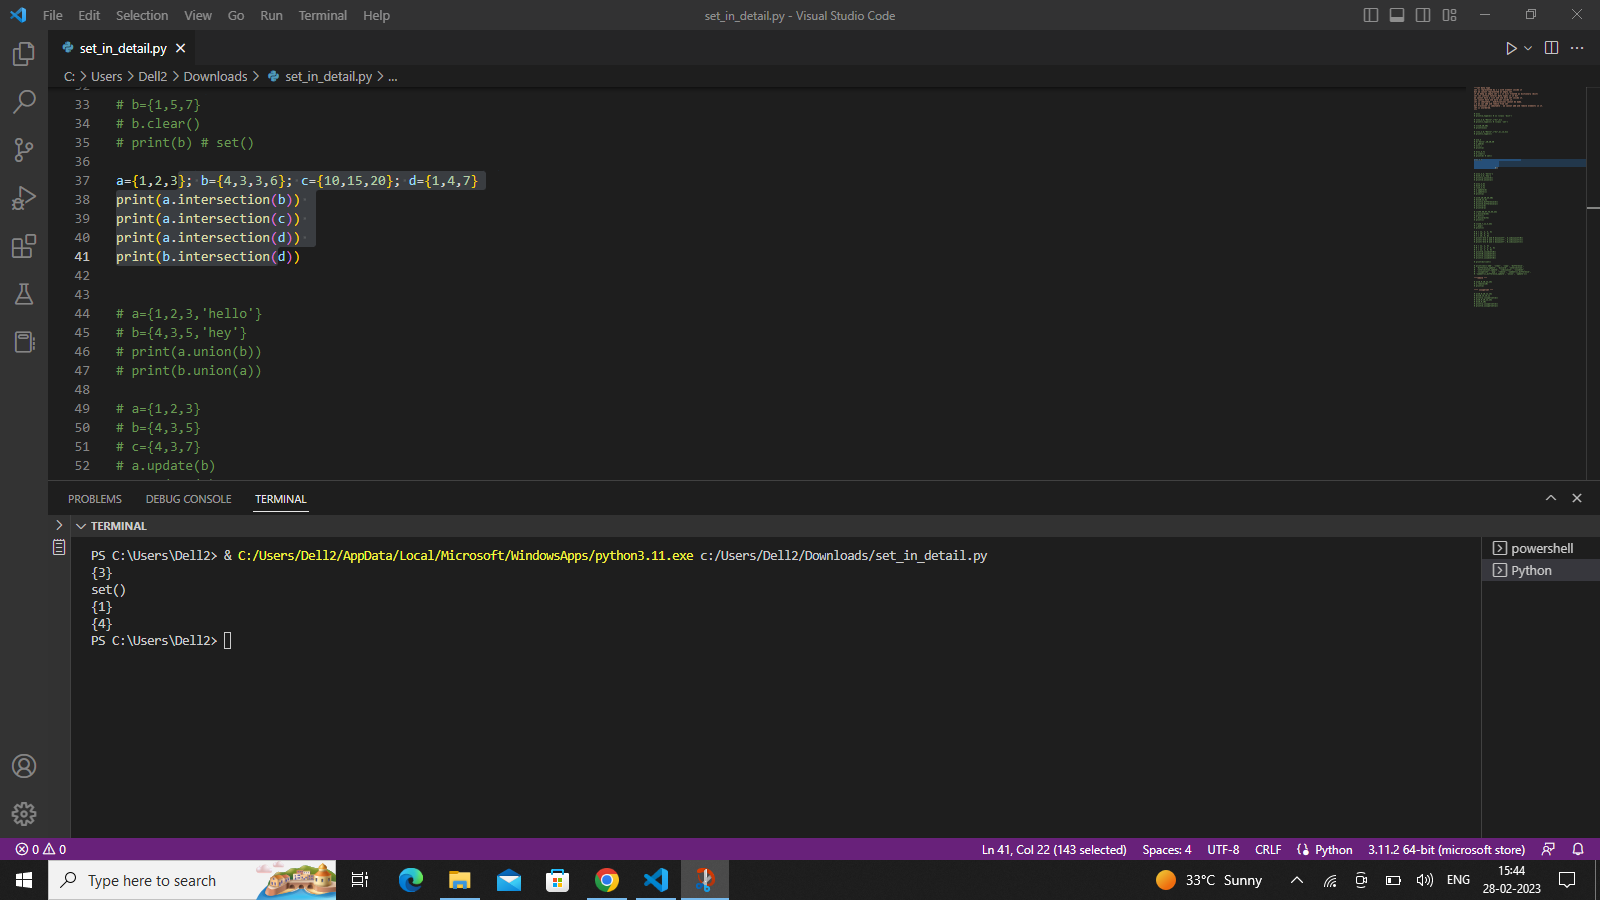 File Edit Selection View Go Run Terminal Help
set_in_detail.py - Visual Studio Code
set_in_detail.py
C: > Users > Dell2 > Downloads > set_in_detail.py > ...
32
33 # b={1,5,7}
34 # b.clear()
35 # print(b) # set()
36
37 a={1,2,3}; b={4,3,3,6}; c={10,15,20}; d={1,4,7}
38 print(a.intersection(b))
39 print(a.intersection(c))
40 print(a.intersection(d))
41 print(b.intersection(d))
42
43
44 # a={1,2,3,'hello'}
45 # b={4,3,5,'hey'}
46 # print(a.union(b))
47 # print(b.union(a))
48
49 # a={1,2,3}
50 # b={4,3,5}
51 # c={4,3,7}
52 # a.update(b)
PROBLEMS DEBUG CONSOLE TERMINAL
TERMINAL
PS C:\Users\Dell2> & C:/Users/Dell2/AppData/Local/Microsoft/WindowsApps/python3.11.exe c:/Users/Dell2/Downloads/set_in_detail.py
{3}
set()
{1}
{4}
PS C:\Users\Dell2>
powershell
Python
0 0
Ln 41, Col 22 (143 selected) Spaces: 4 UTF-8 CRLF Python 3.11.2 64-bit (microsoft store)
Type here to search
33°C Sunny
ENG
15:44
28-02-2023